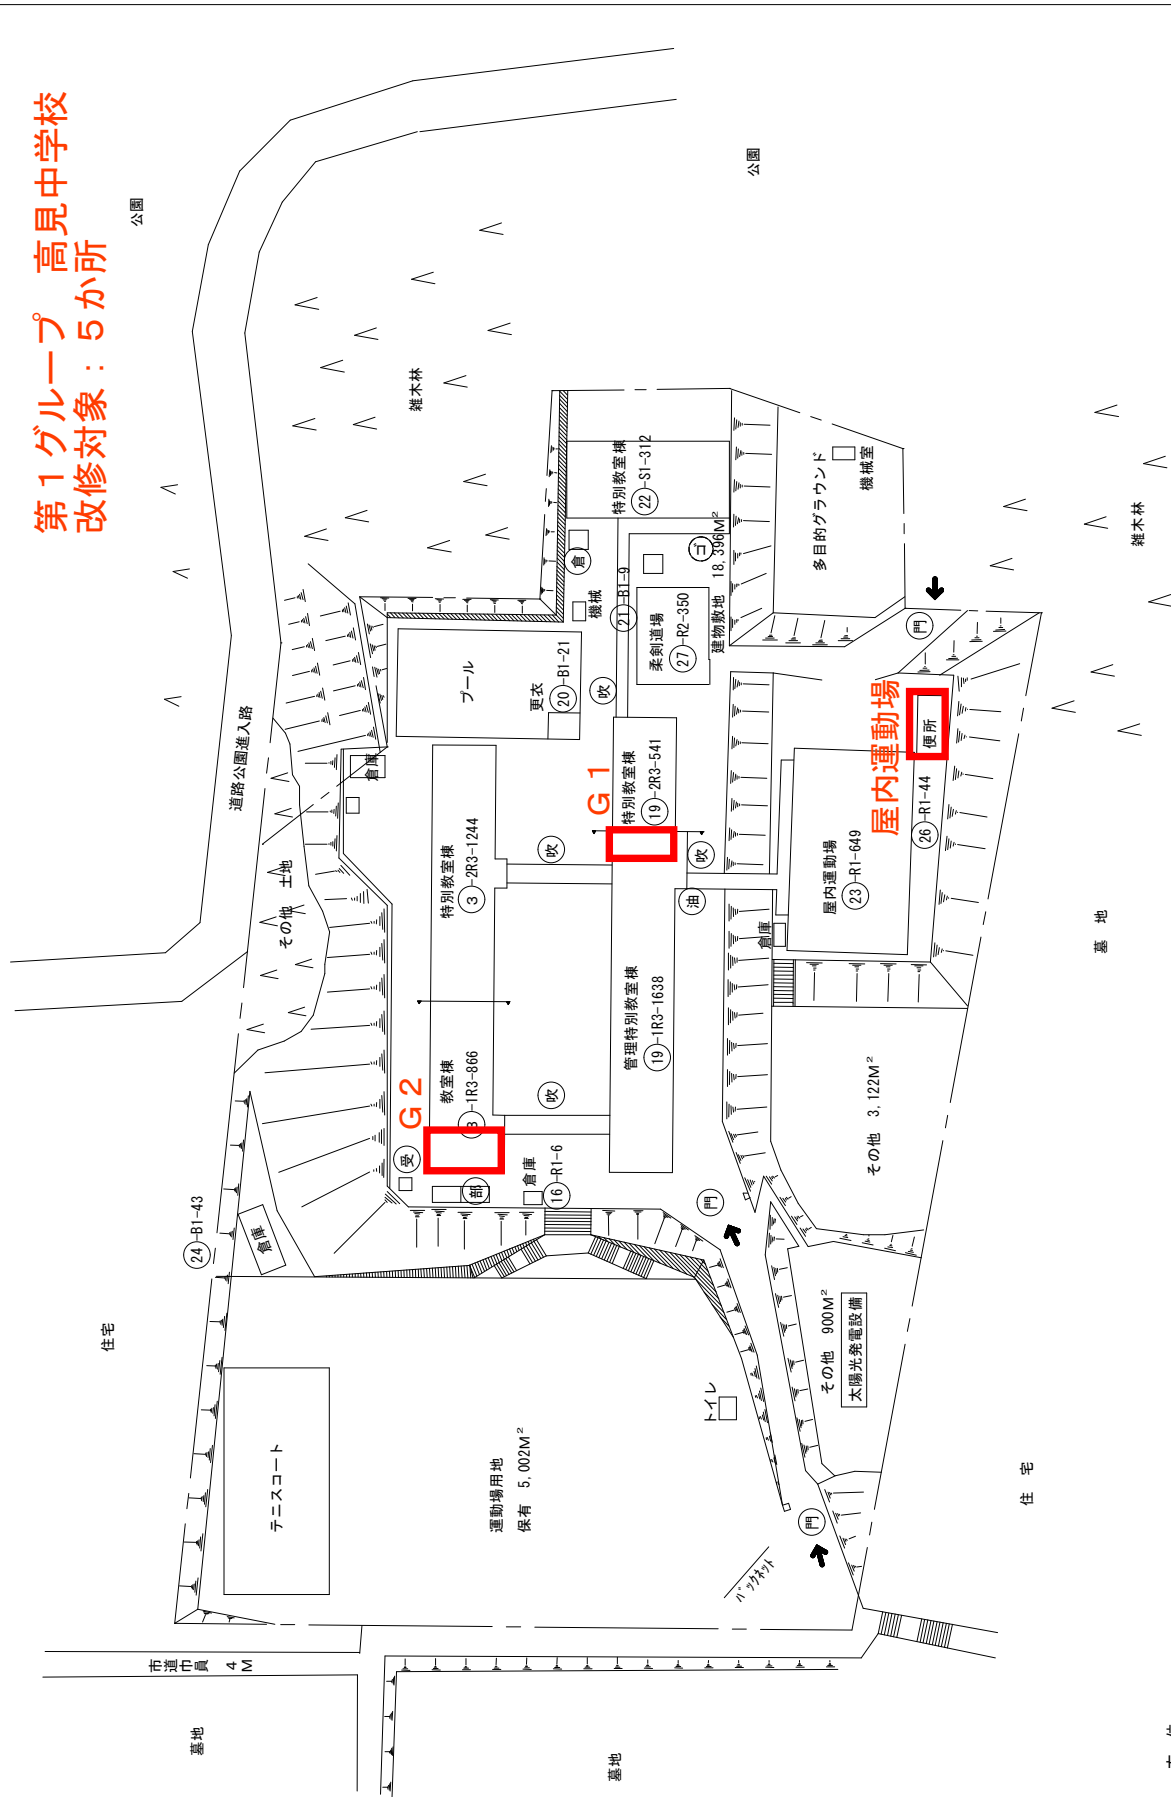 第１グループ　高見中学校
改修対象：５か所
公園
公園
雑木林
道路公園進入路
その他　土地
特別教室棟
22-S1-312
倉
機械
21-B1-9
ゴ
柔剣道場
27-R2-350
建物敷地　18,396M²
多目的グラウンド
機械室
雑木林
門
プール
更衣
20-B1-21
吹
倉庫
特別教室棟
3-2R3-1244
G１
特別教室棟
19-2R3-541
吹
吹
油
屋内運動場
便所
26-R1-44
屋内運動場
23-R1-649
倉庫
墓　地
教室棟
3-1R3-866
G２
吹
管理特別教室棟
19-1R3-1638
受
部
倉庫
16-R1-6
その他　3,122M²
門
24-B1-43
倉庫
住宅
テニスコート
運動場用地
保有　5,002M²
トイレ
その他　900M²
太陽光発電設備
門
バックネット
住　宅
市道巾員　4M
墓地
墓地